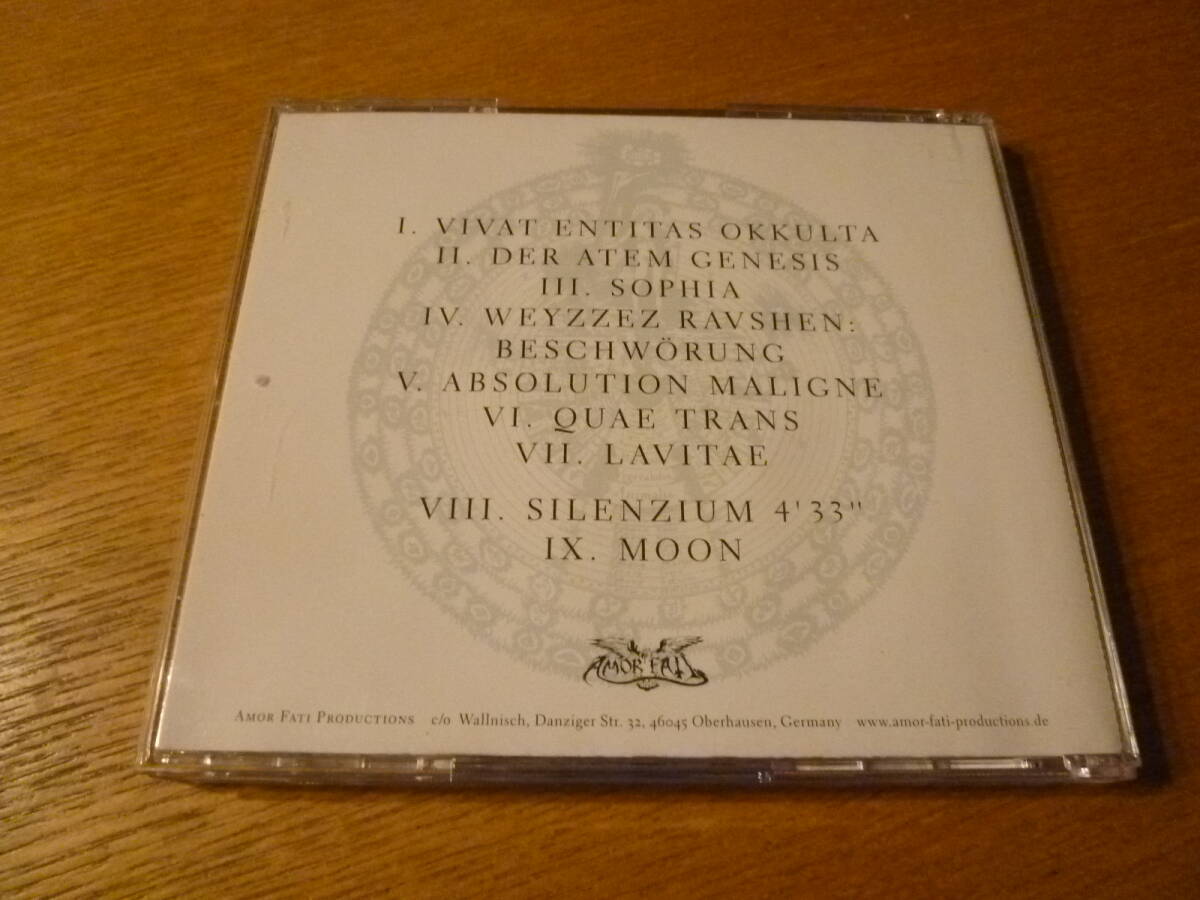 I. VIVAT ENTITAS OKKULTA
II. DER ATEM GENESIS
III. SOPHIA
IV. WEYZZEZ RAVSHEN:
BESCHWÖRUNG
V. ABSOLUTION MALIGNE
VI. QUAE TRANS
VII. LAVITAE
VIII. SILENZIUM 4'33"
IX. MOON
AMOR FATI
AMOR FATI PRODUCTIONS c/o Wallnisch, Danziger Str. 32, 46045 Oberhausen, Germany www.amor-fati-productions.de